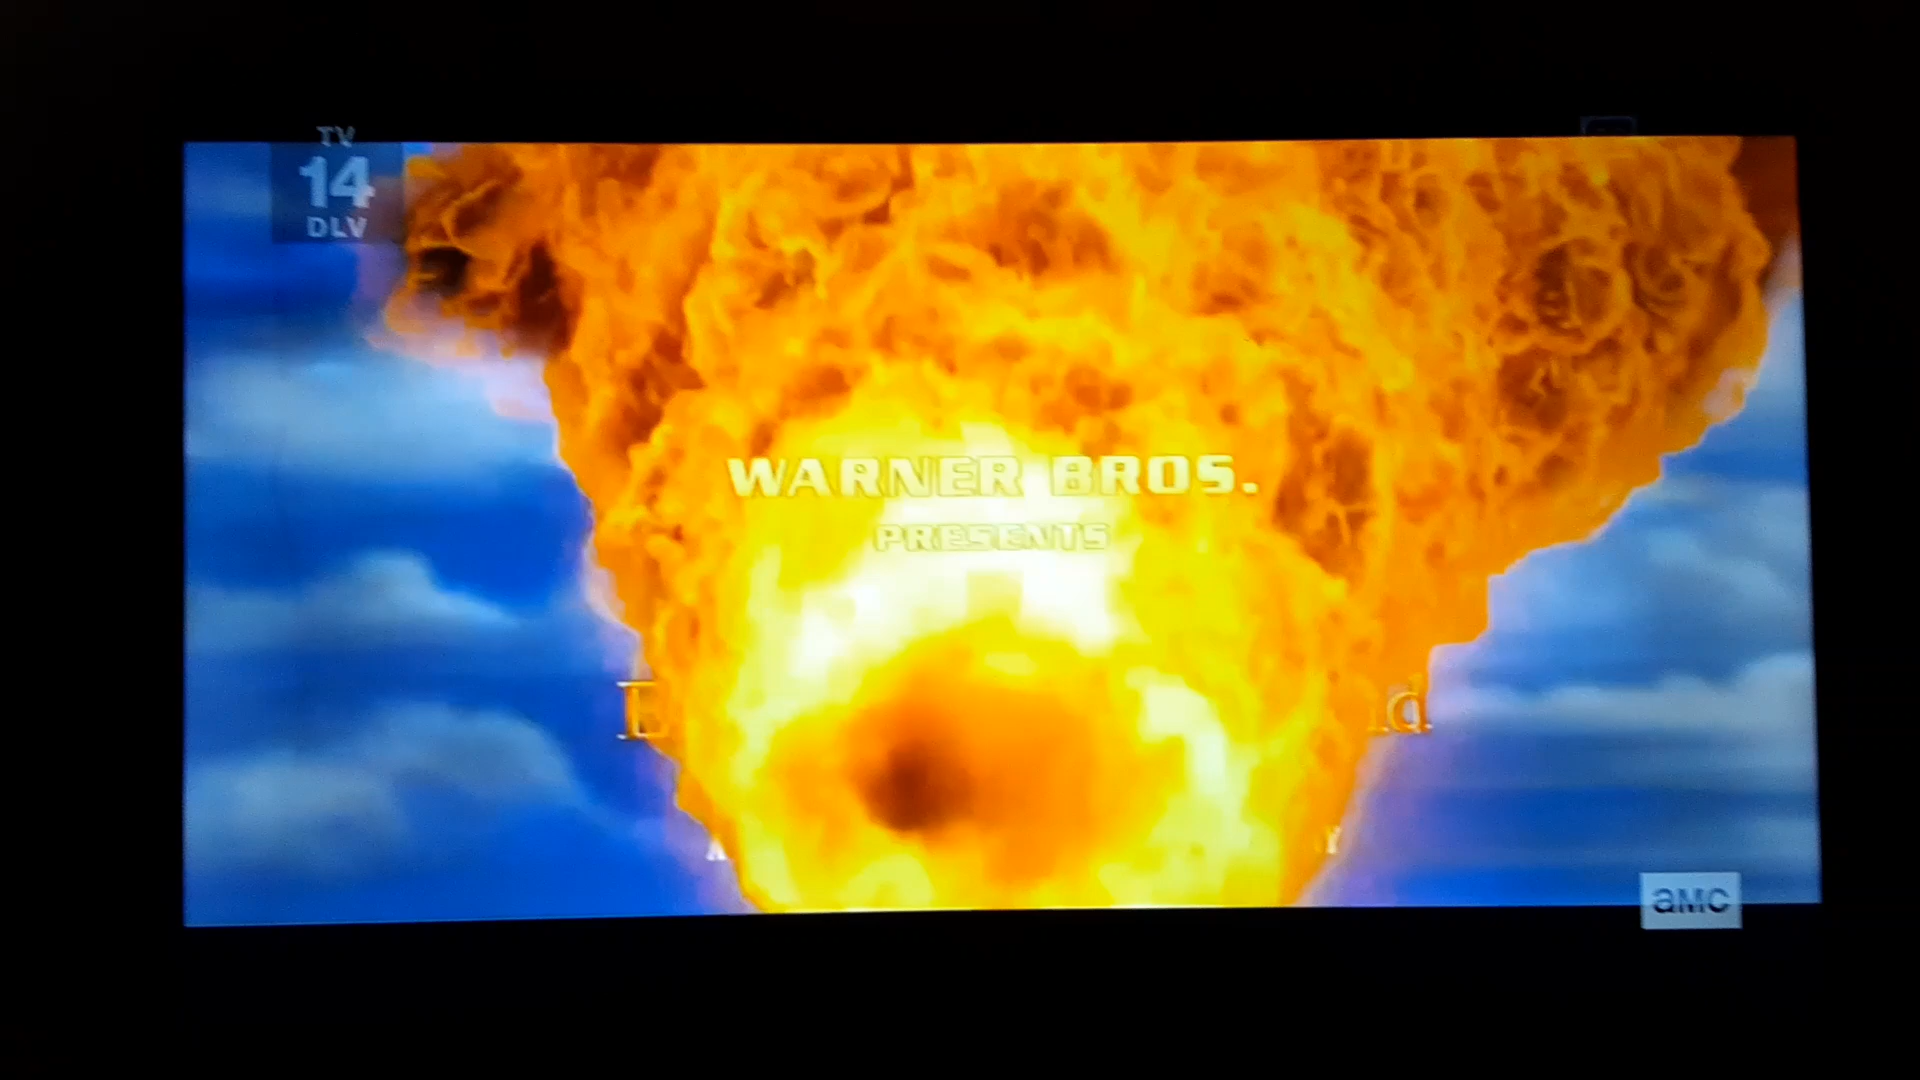 TV
14
DLV
WARNER BROS.
PRESENTS
amc